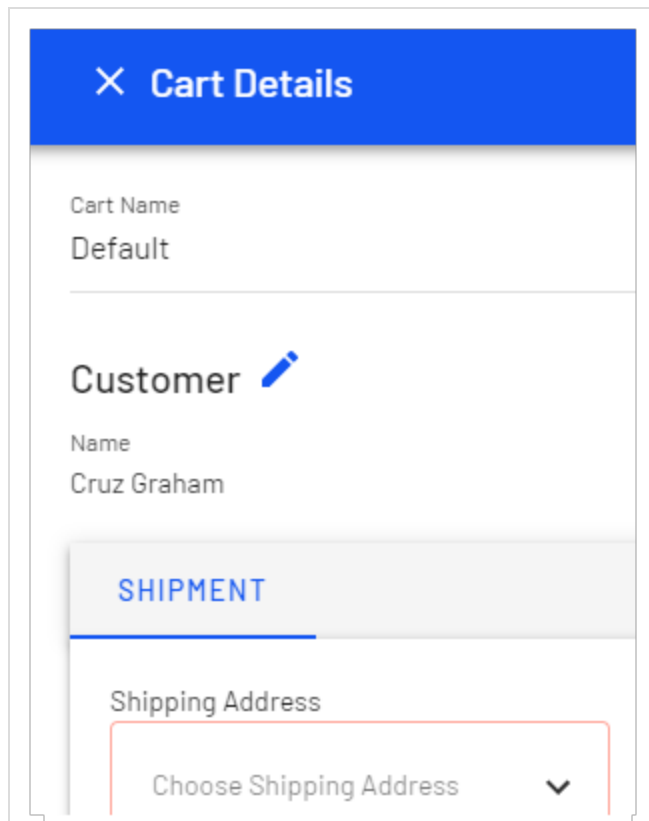 Cart Details
Cart Name
Default
Customer
Name
Cruz Graham
SHIPMENT
Shipping Address
Choose Shipping Address